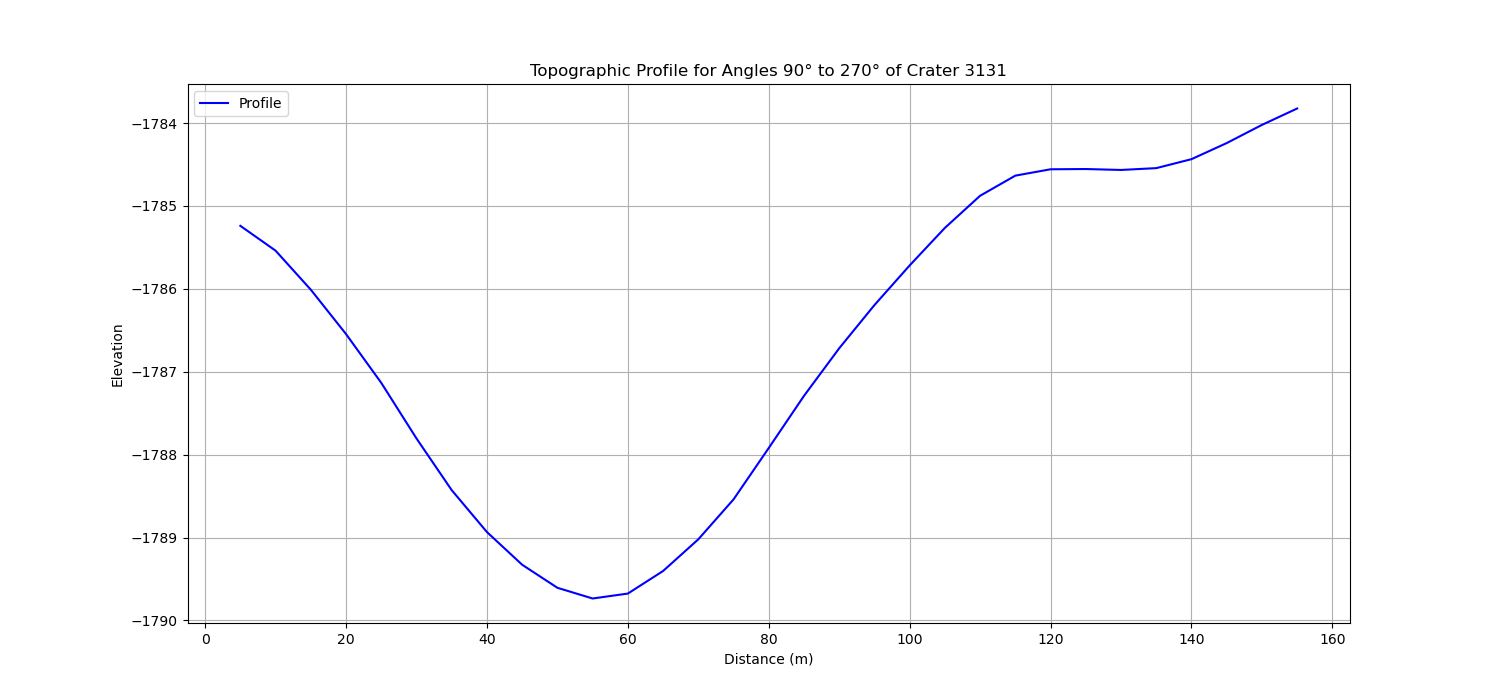 Topographic Profile for Angles 90° to 270° of Crater 3131
Profile
−1784
−1785
−1786
−1787
−1788
−1789
−1790
Elevation
0 20 40 60 80 100 120 140 160
Distance (m)